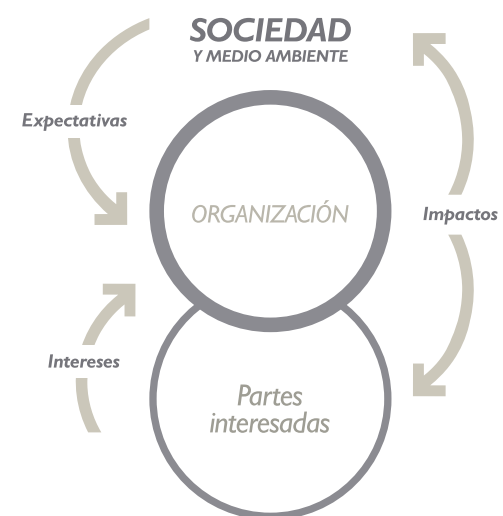 SOCIEDAD
Y MEDIO AMBIENTE
Expectativas
ORGANIZACIÓN
Impactos
Intereses
Partes
interesadas